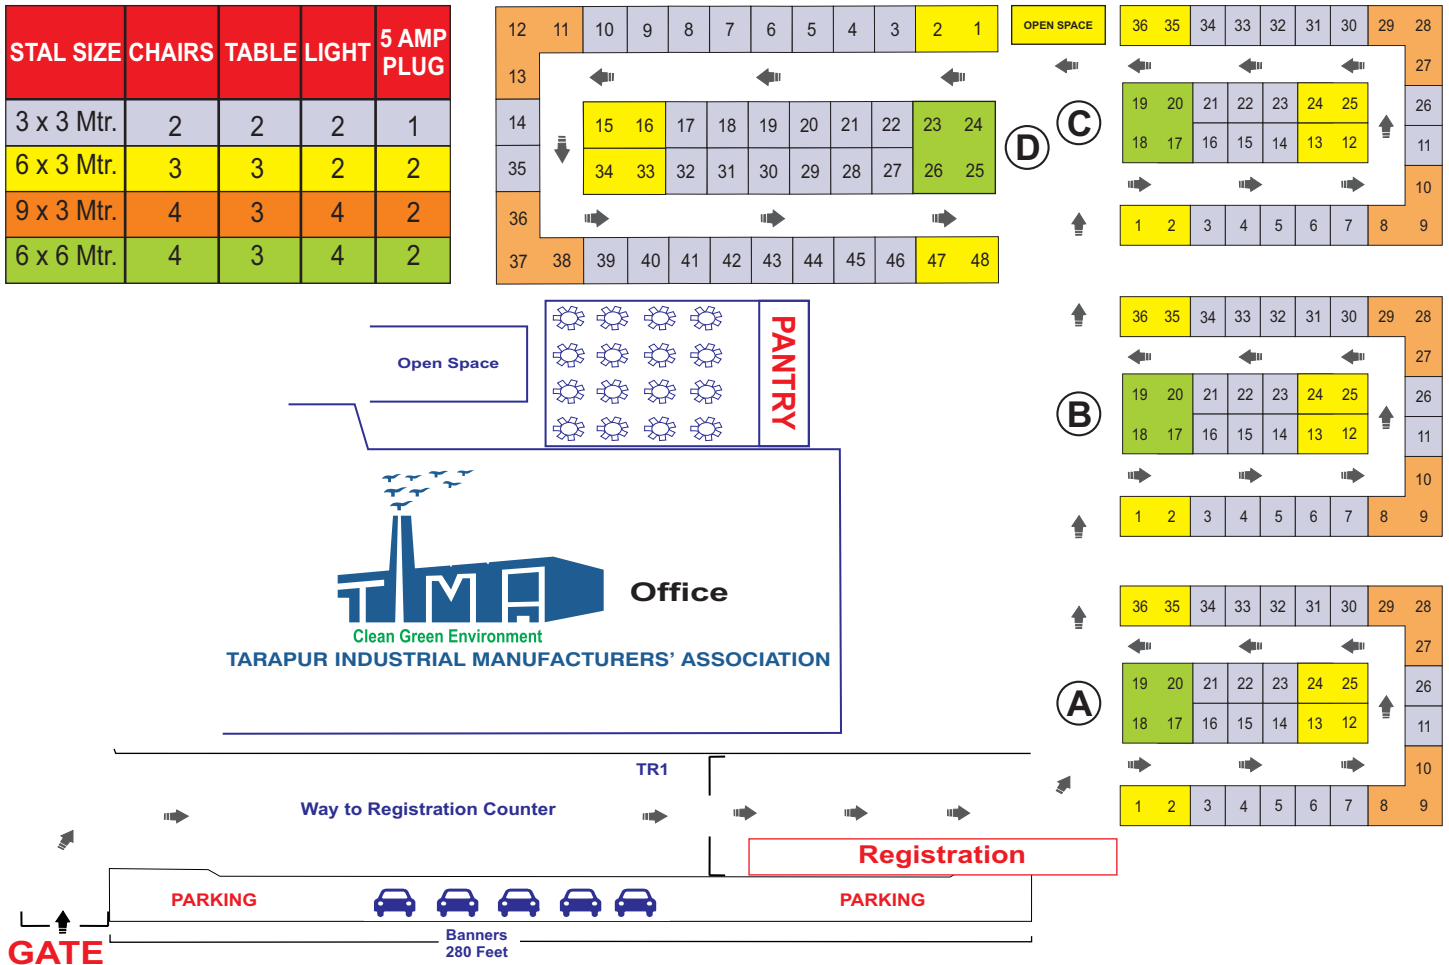 STAL SIZE CHAIRS TABLE LIGHT 5 AMP PLUG
3 x 3 Mtr. 2 2 2 1
6 x 3 Mtr. 3 3 2 2
9 x 3 Mtr. 4 3 4 2
6 x 6 Mtr. 4 3 4 2
12 11 10 9 8 7 6 5 4 3 2 1
13
14
15 16 17 18 19 20 21 22 23 24
35
34 33 32 31 30 29 28 27 26 25
36
37 38 39 40 41 42 43 44 45 46 47 48
D
OPEN SPACE
36 35 34 33 32 31 30 29 28
27
C
19 20 21 22 23 24 25
26
18 17 16 15 14 13 12
11
10
1 2 3 4 5 6 7 8 9
36 35 34 33 32 31 30 29 28
27
B
19 20 21 22 23 24 25
26
18 17 16 15 14 13 12
11
10
1 2 3 4 5 6 7 8 9
36 35 34 33 32 31 30 29 28
27
A
19 20 21 22 23 24 25
26
18 17 16 15 14 13 12
11
10
1 2 3 4 5 6 7 8 9
Open Space
PANTRY
TMA
Office
Clean Green Environment
TARAPUR INDUSTRIAL MANUFACTURERS' ASSOCIATION
TR1
Way to Registration Counter
Registration
PARKING
PARKING
GATE
Banners
280 Feet